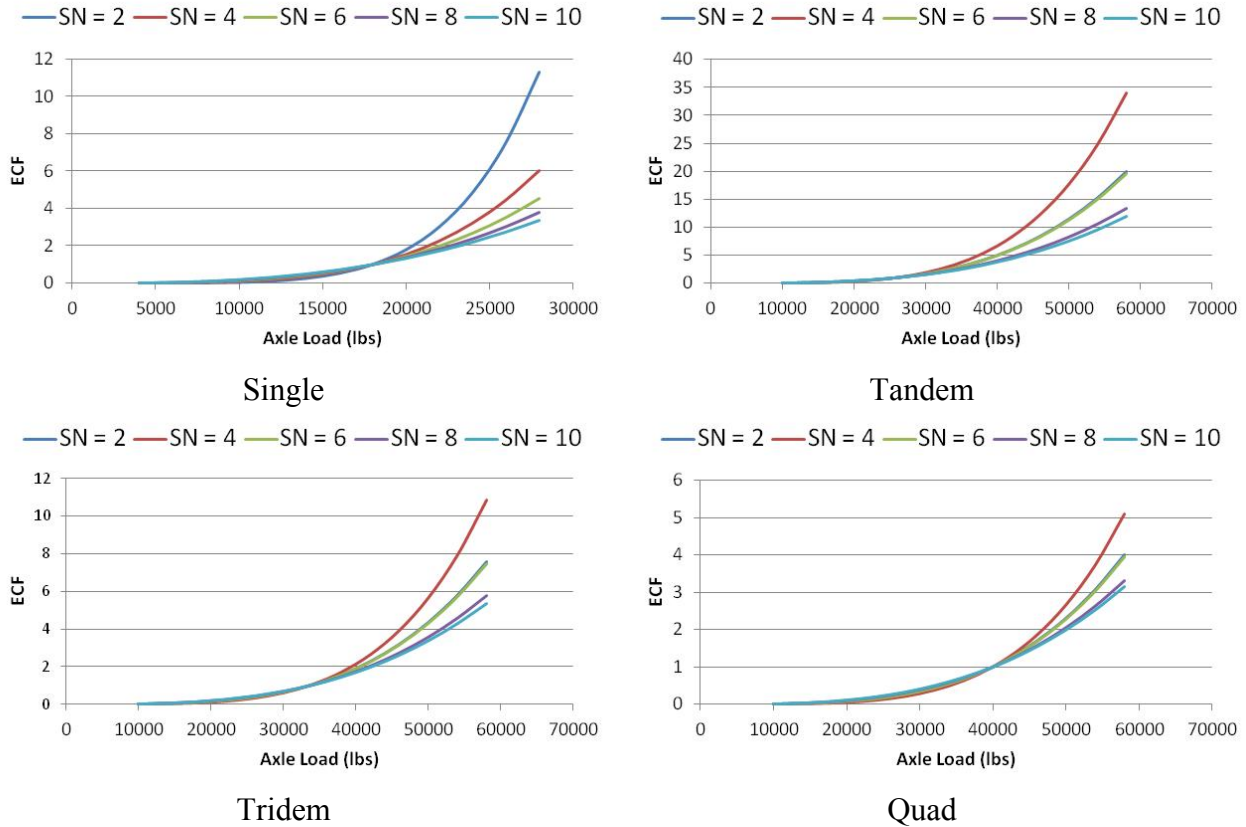 SN = 2 SN = 4 SN = 6 SN = 8 SN = 10
12
10
8
6
4
2
0
ECF
0 5000 10000 15000 20000 25000 30000
Axle Load (lbs)
Single
SN = 2 SN = 4 SN = 6 SN = 8 SN = 10
40
35
30
25
20
15
10
5
0
ECF
0 10000 20000 30000 40000 50000 60000 70000
Axle Load (lbs)
Tandem
SN = 2 SN = 4 SN = 6 SN = 8 SN = 10
12
10
8
6
4
2
0
ECF
0 10000 20000 30000 40000 50000 60000 70000
Axle Load (lbs)
Tridem
SN = 2 SN = 4 SN = 6 SN = 8 SN = 10
6
5
4
3
2
1
0
ECF
0 10000 20000 30000 40000 50000 60000 70000
Axle Load (lbs)
Quad